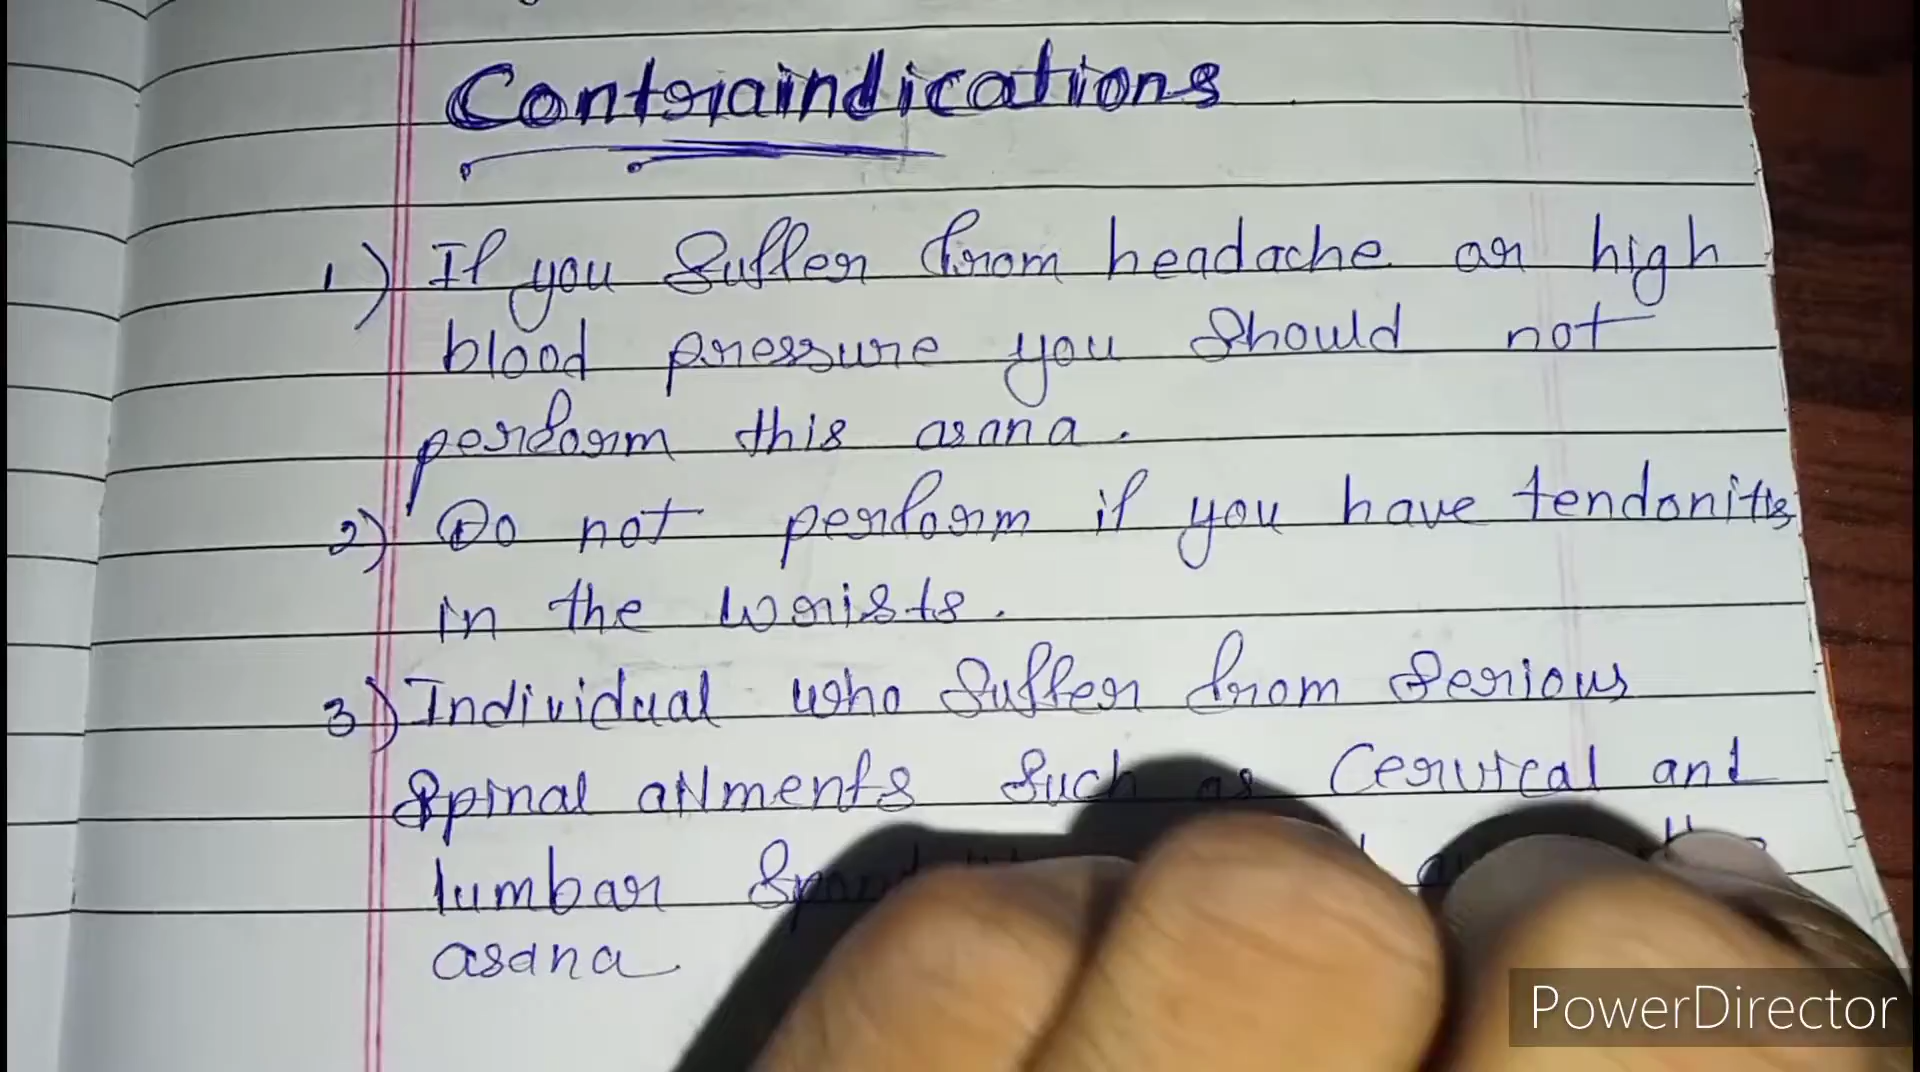 Contraindications
1) If you Suffer from headache or high
blood pressure you should not
perform this asana.
2) Do not perform if you have tendonitis
in the wrists.
3) Individual who Suffer from Serious
Spinal ailments Such as Cervical and
lumbar
asana
PowerDirector